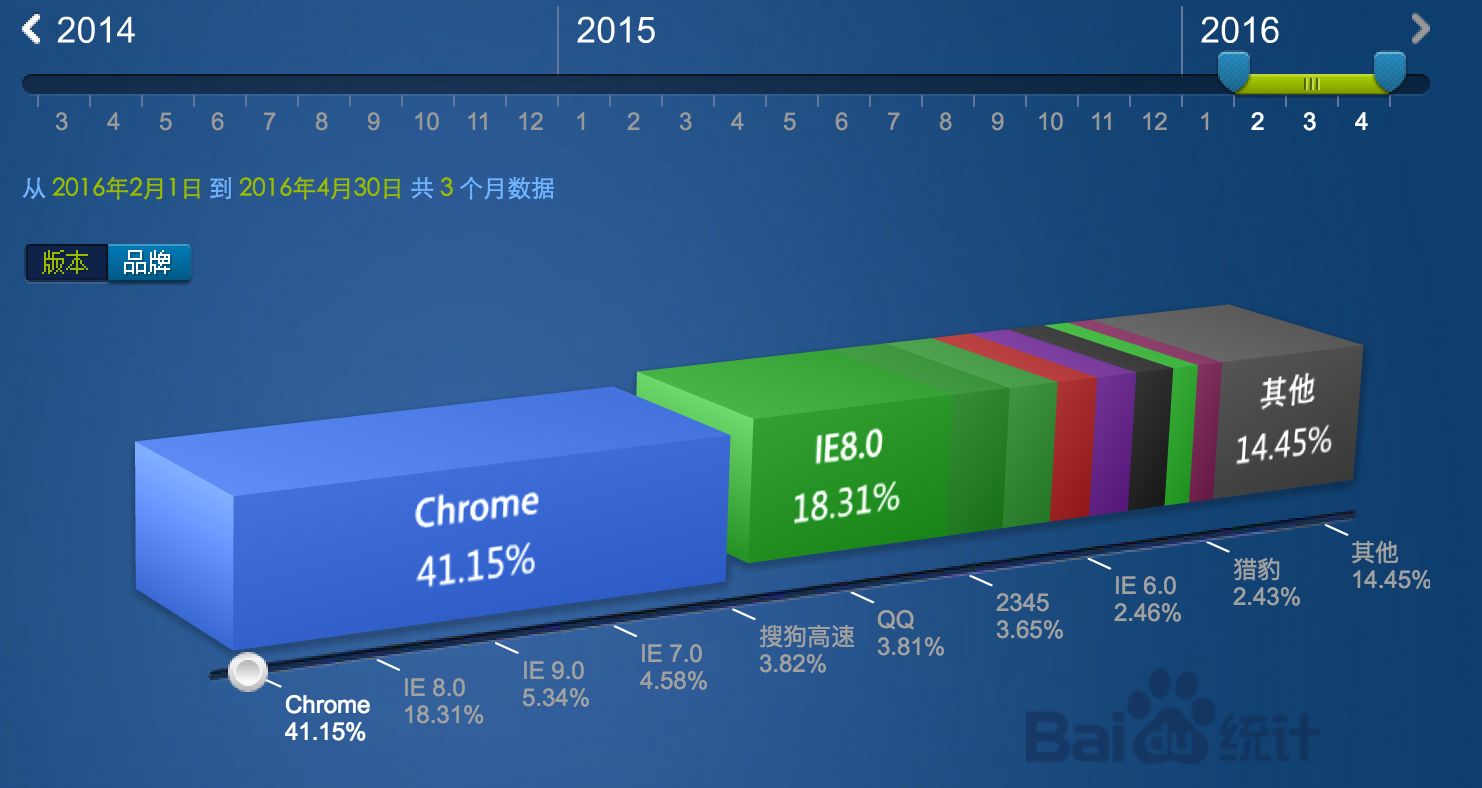 2014 2015 2016
3 4 5 6 7 8 9 10 11 12 1 2 3 4 5 6 7 8 9 10 11 12 1 2 3 4
从 2016年2月1日 到 2016年4月30日 共 3 个月数据
版本 品牌
Chrome
41.15%
IE8.0
18.31%
其他
14.45%
Chrome
41.15%
IE 8.0
18.31%
IE 9.0
5.34%
IE 7.0
4.58%
搜狗高速
3.82%
QQ
3.81%
2345
3.65%
IE 6.0
2.46%
猎豹
2.43%
其他
14.45%
Baidu统计